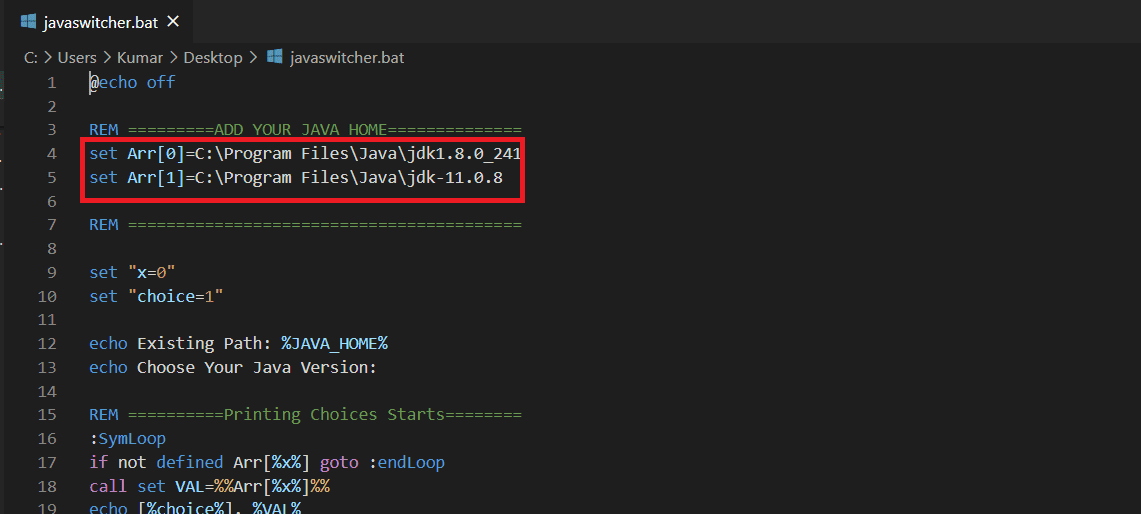 javaswitcher.bat ×
C: > Users > Kumar > Desktop > javaswitcher.bat
1 @echo off
2
3 REM =========ADD YOUR JAVA HOME==============
4 set Arr[0]=C:\Program Files\Java\jdk1.8.0_241
5 set Arr[1]=C:\Program Files\Java\jdk-11.0.8
6
7 REM =========================================
8
9 set "x=0"
10 set "choice=1"
11
12 echo Existing Path: %JAVA_HOME%
13 echo Choose Your Java Version:
14
15 REM ==========Printing Choices Starts========
16 :SymLoop
17 if not defined Arr[%x%] goto :endLoop
18 call set VAL=%%Arr[%x%]%%
19 echo [%choice%]. %VAL%